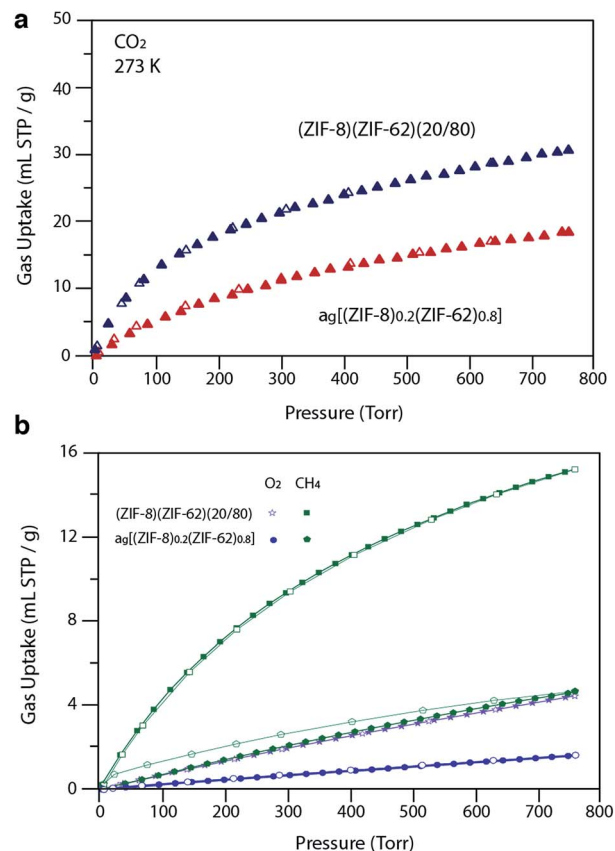 a
CO₂
273 K
(ZIF-8)(ZIF-62)(20/80)
ag[(ZIF-8)0.2(ZIF-62)0.8]
Gas Uptake (mL STP / g)
50
40
30
20
10
0
0 100 200 300 400 500 600 700 800
Pressure (Torr)
b
O₂ CH₄
(ZIF-8)(ZIF-62)(20/80)
ag[(ZIF-8)0.2(ZIF-62)0.8]
Gas Uptake (mL STP / g)
16
12
8
4
0
0 100 200 300 400 500 600 700 800
Pressure (Torr)